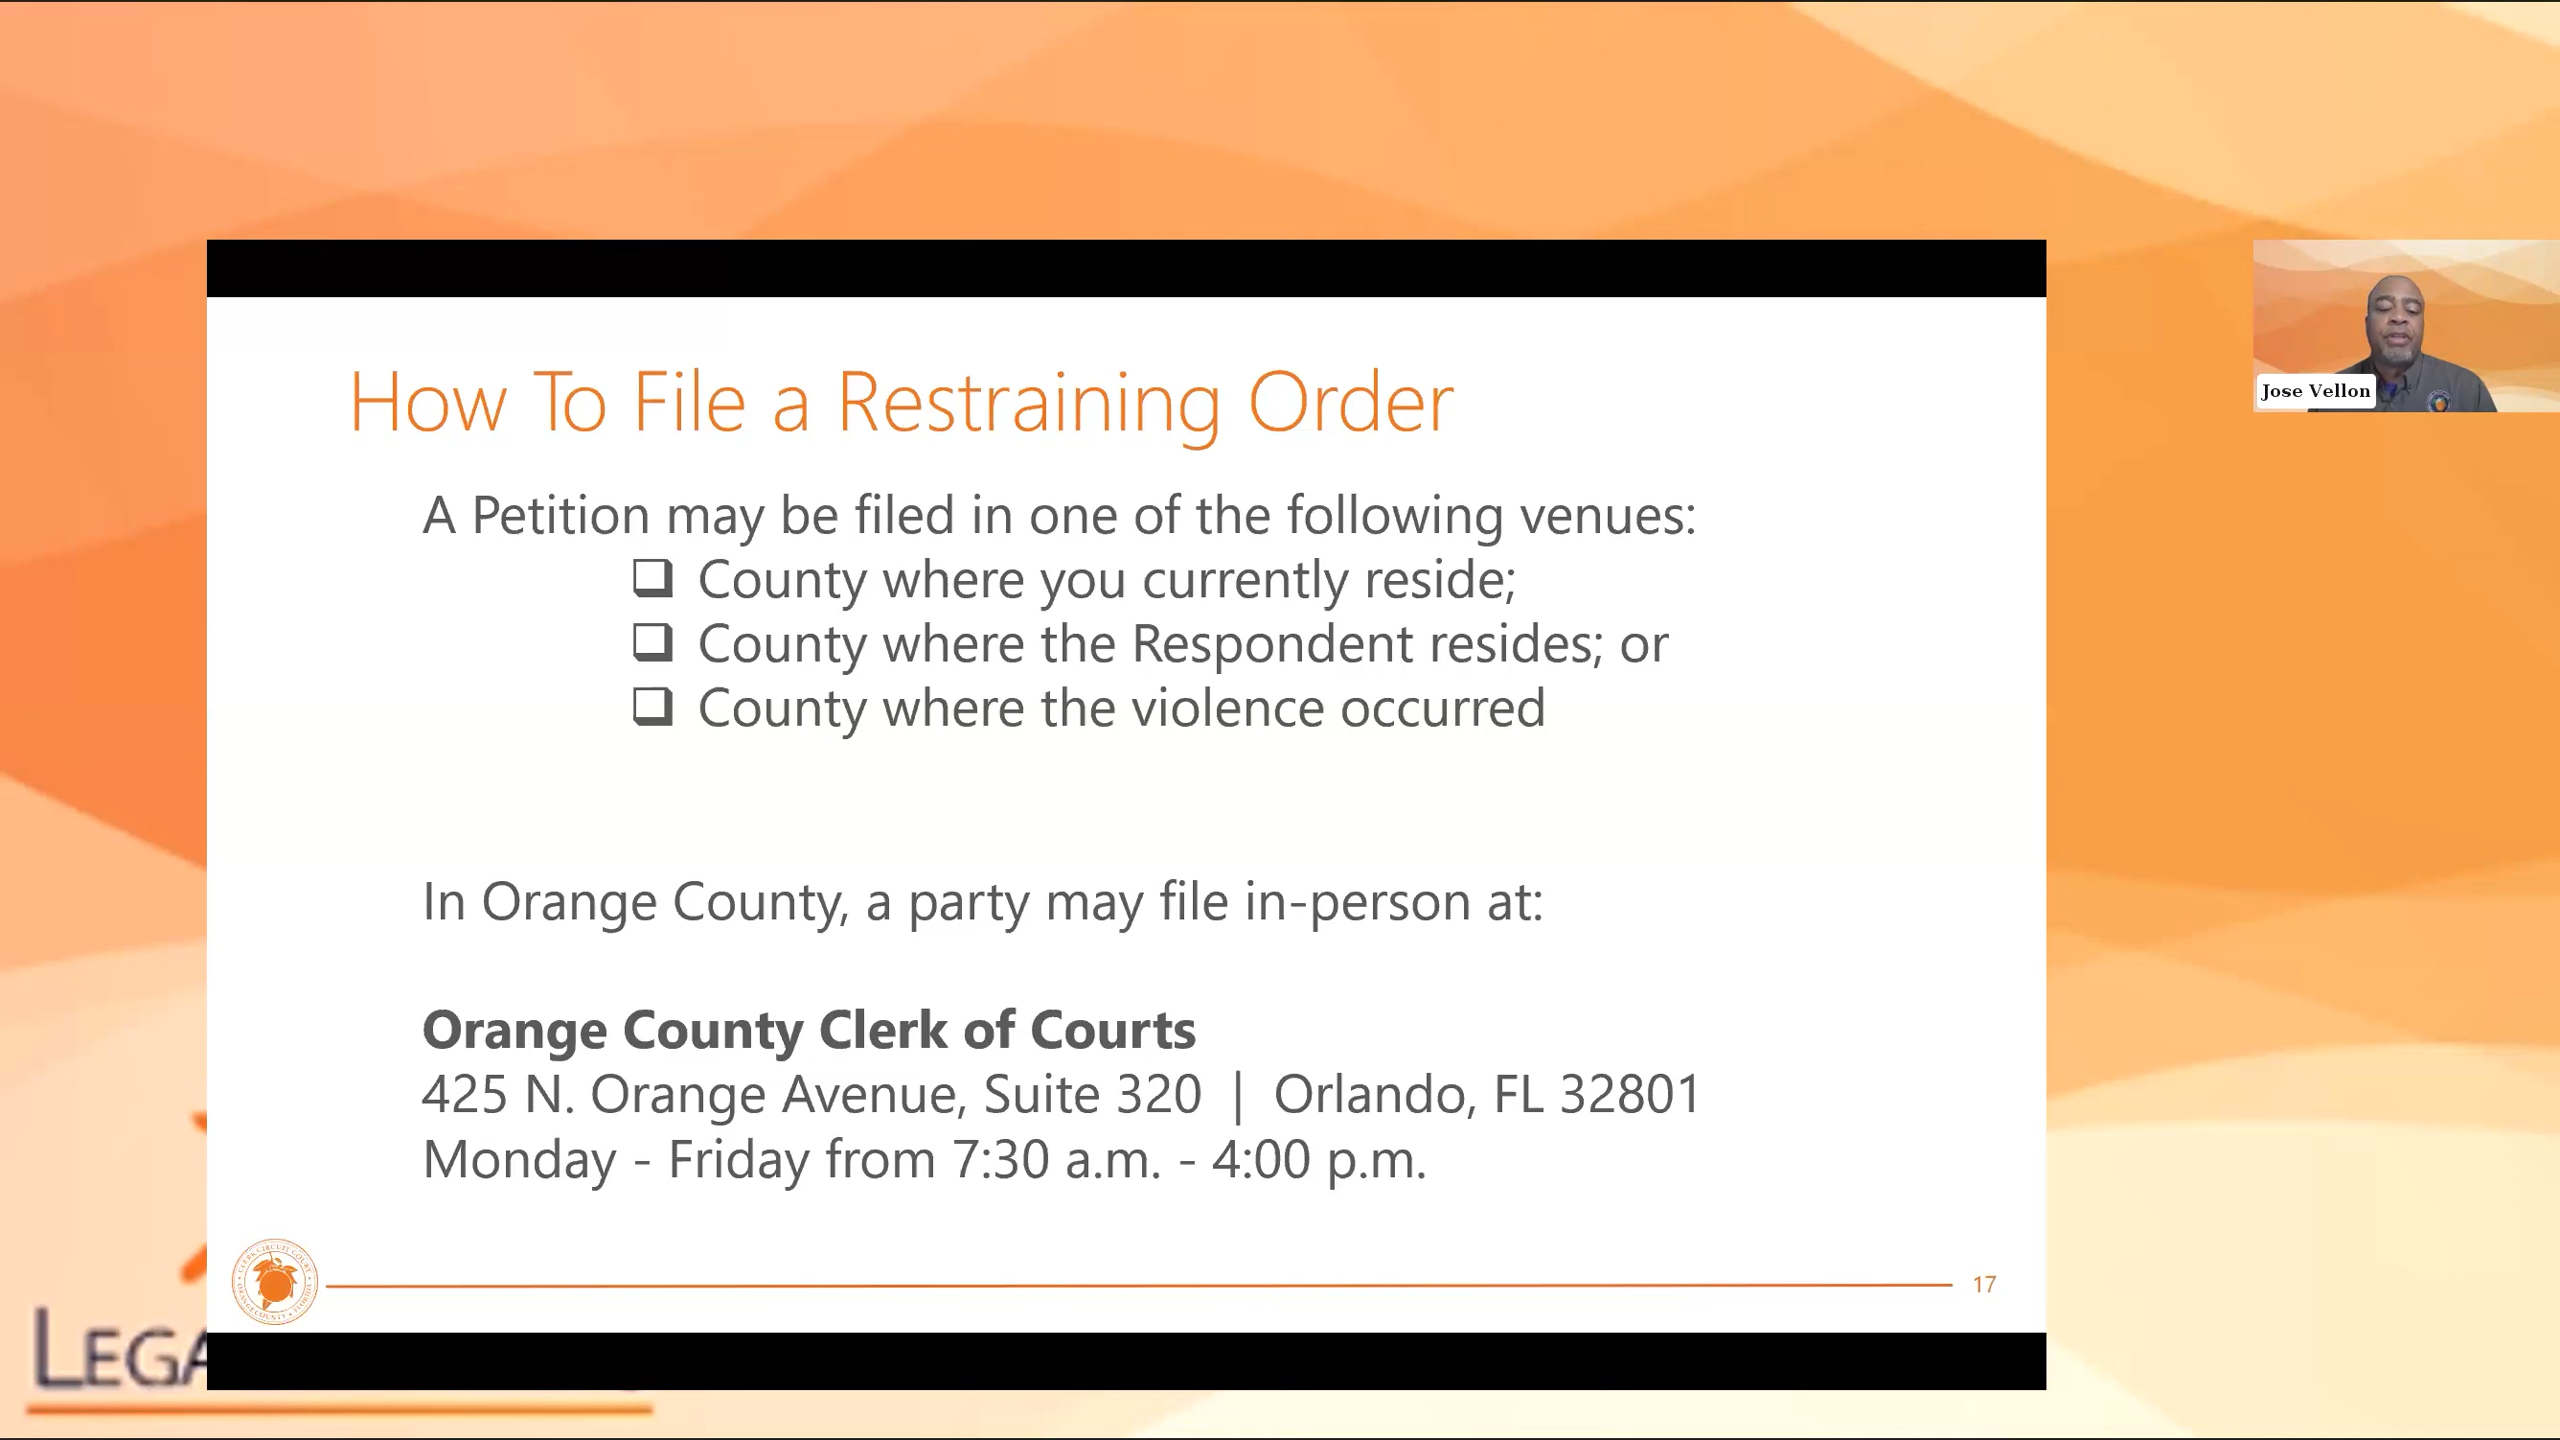 How To File a Restraining Order
A Petition may be filed in one of the following venues:
❑ County where you currently reside;
❑ County where the Respondent resides; or
❑ County where the violence occurred
In Orange County, a party may file in-person at:
Orange County Clerk of Courts
425 N. Orange Avenue, Suite 320 | Orlando, FL 32801
Monday - Friday from 7:30 a.m. - 4:00 p.m.
17
Jose Vellon
LEGA